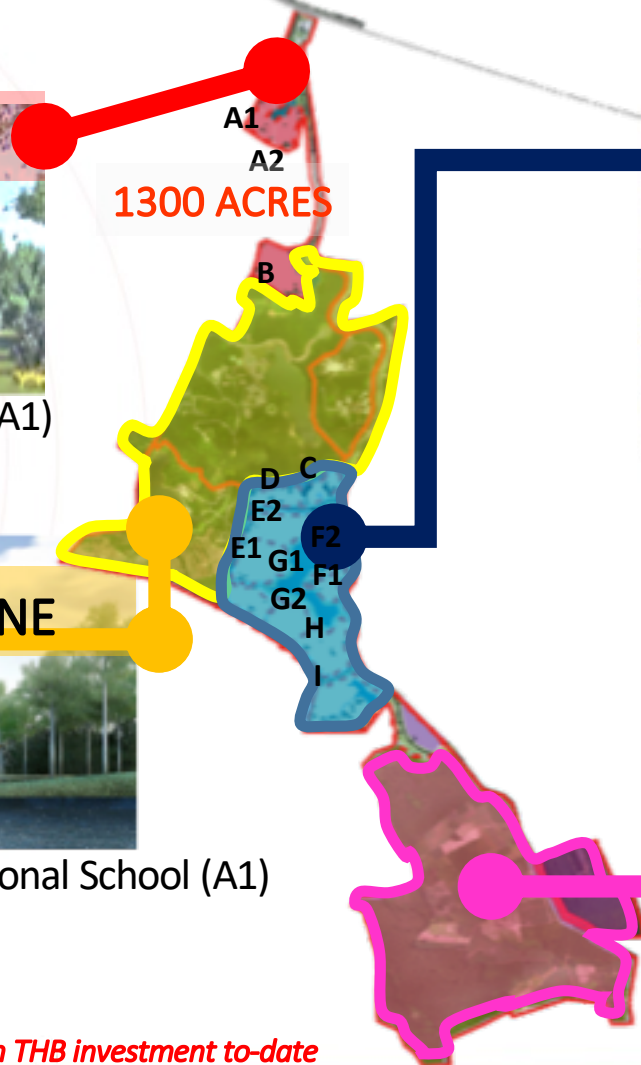 A1
A2
1300 ACRES
B
A1)
C
D
E2
F2
E1
G1
F1
G2
NE
H
I
onal School (A1)
n THB investment to-date